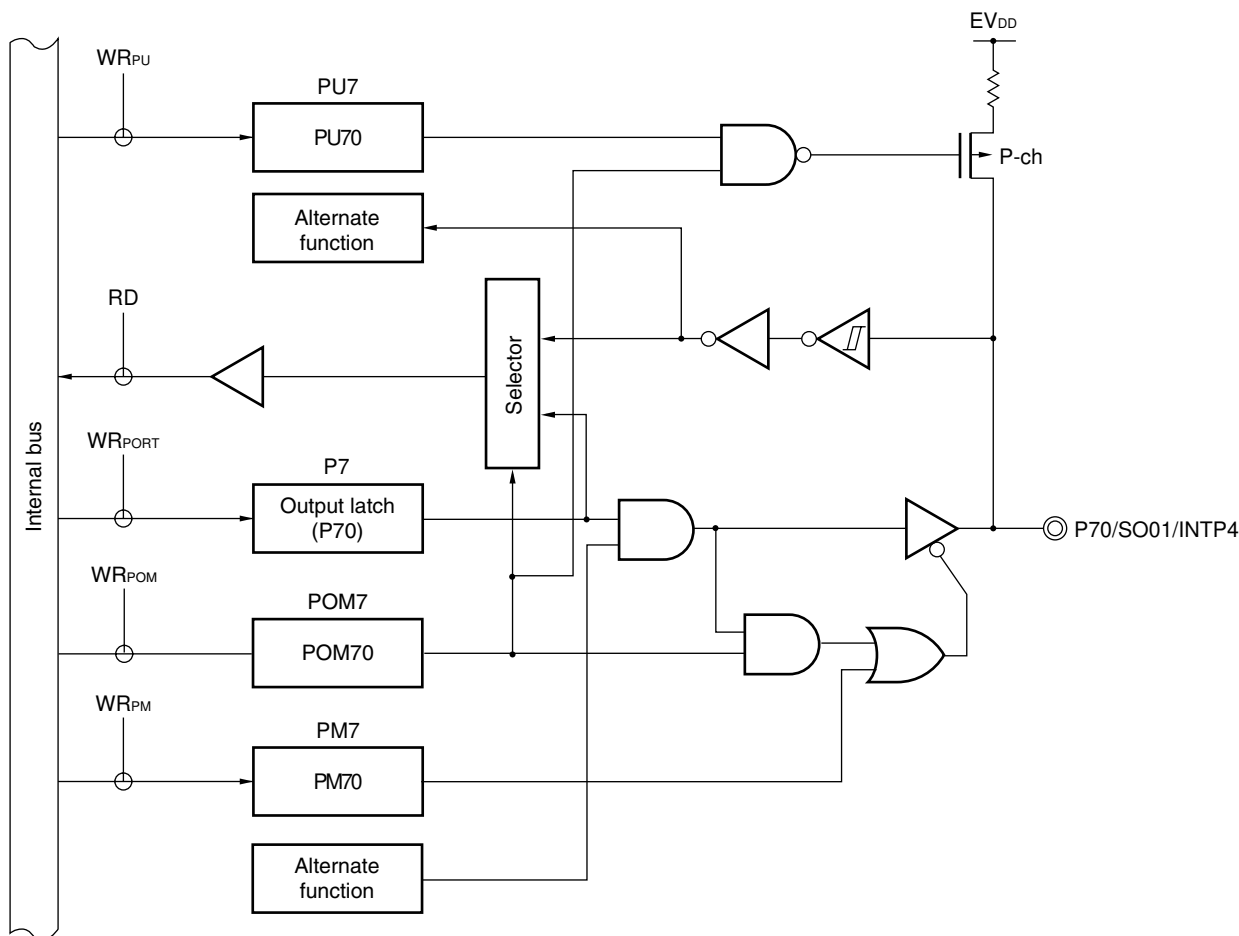 EVDD
WRPU
PU7
PU70
P-ch
Alternate
function
RD
Selector
Internal bus
WRPORT
P7
Output latch
(P70)
P70/SO01/INTP4
WRPOM
POM7
POM70
WRPM
PM7
PM70
Alternate
function